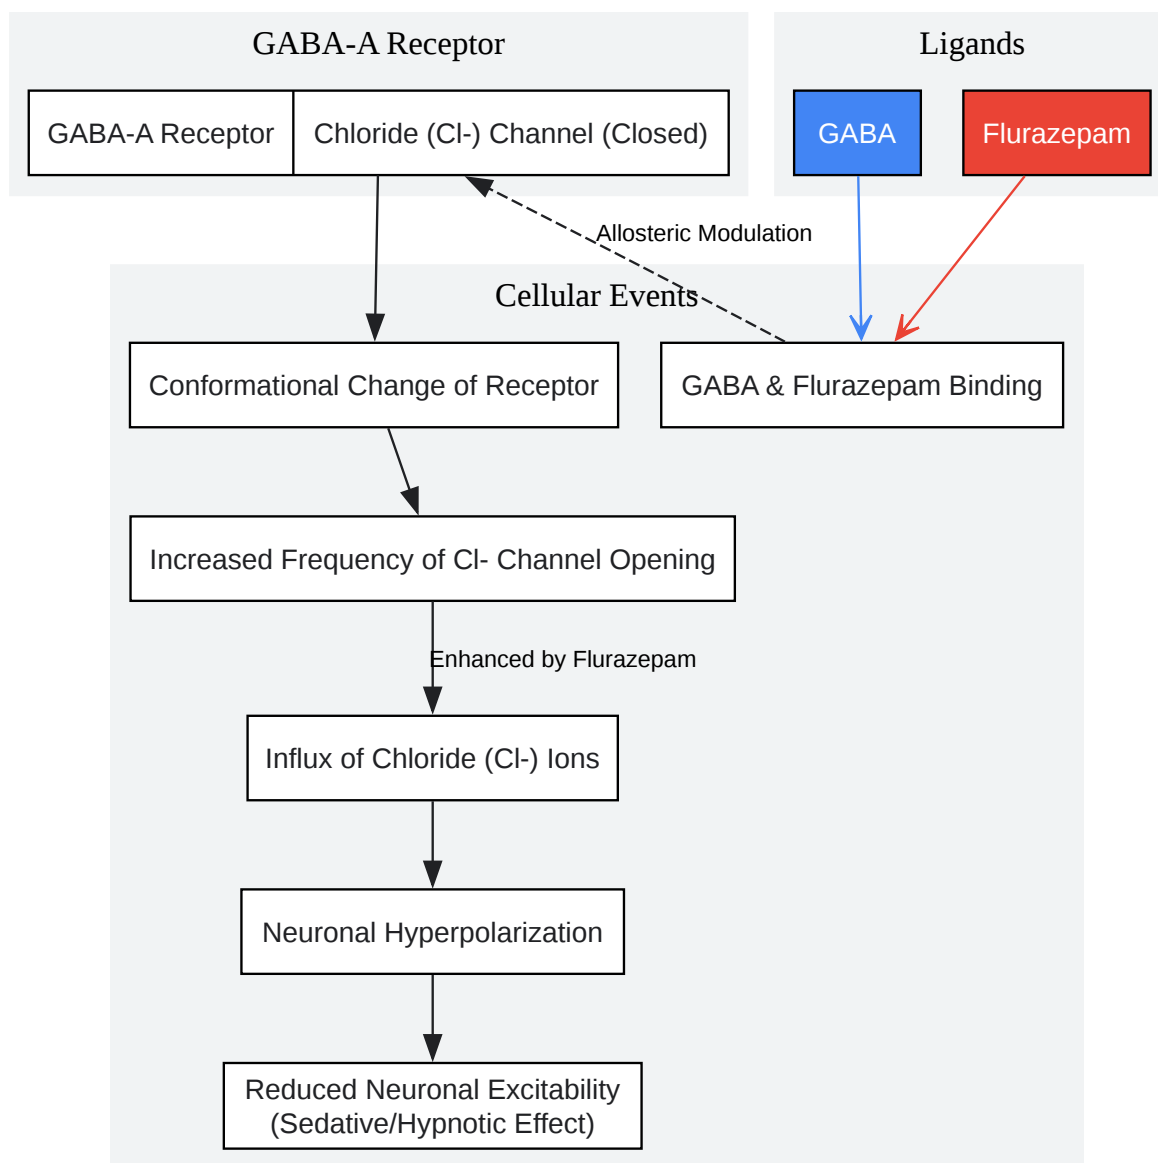 GABA-A Receptor
Ligands
GABA-A Receptor
Chloride (Cl-) Channel (Closed)
GABA
Flurazepam
Allosteric Modulation
Cellular Events
Conformational Change of Receptor
GABA & Flurazepam Binding
Increased Frequency of Cl- Channel Opening
Enhanced by Flurazepam
Influx of Chloride (Cl-) Ions
Neuronal Hyperpolarization
Reduced Neuronal Excitability
(Sedative/Hypnotic Effect)